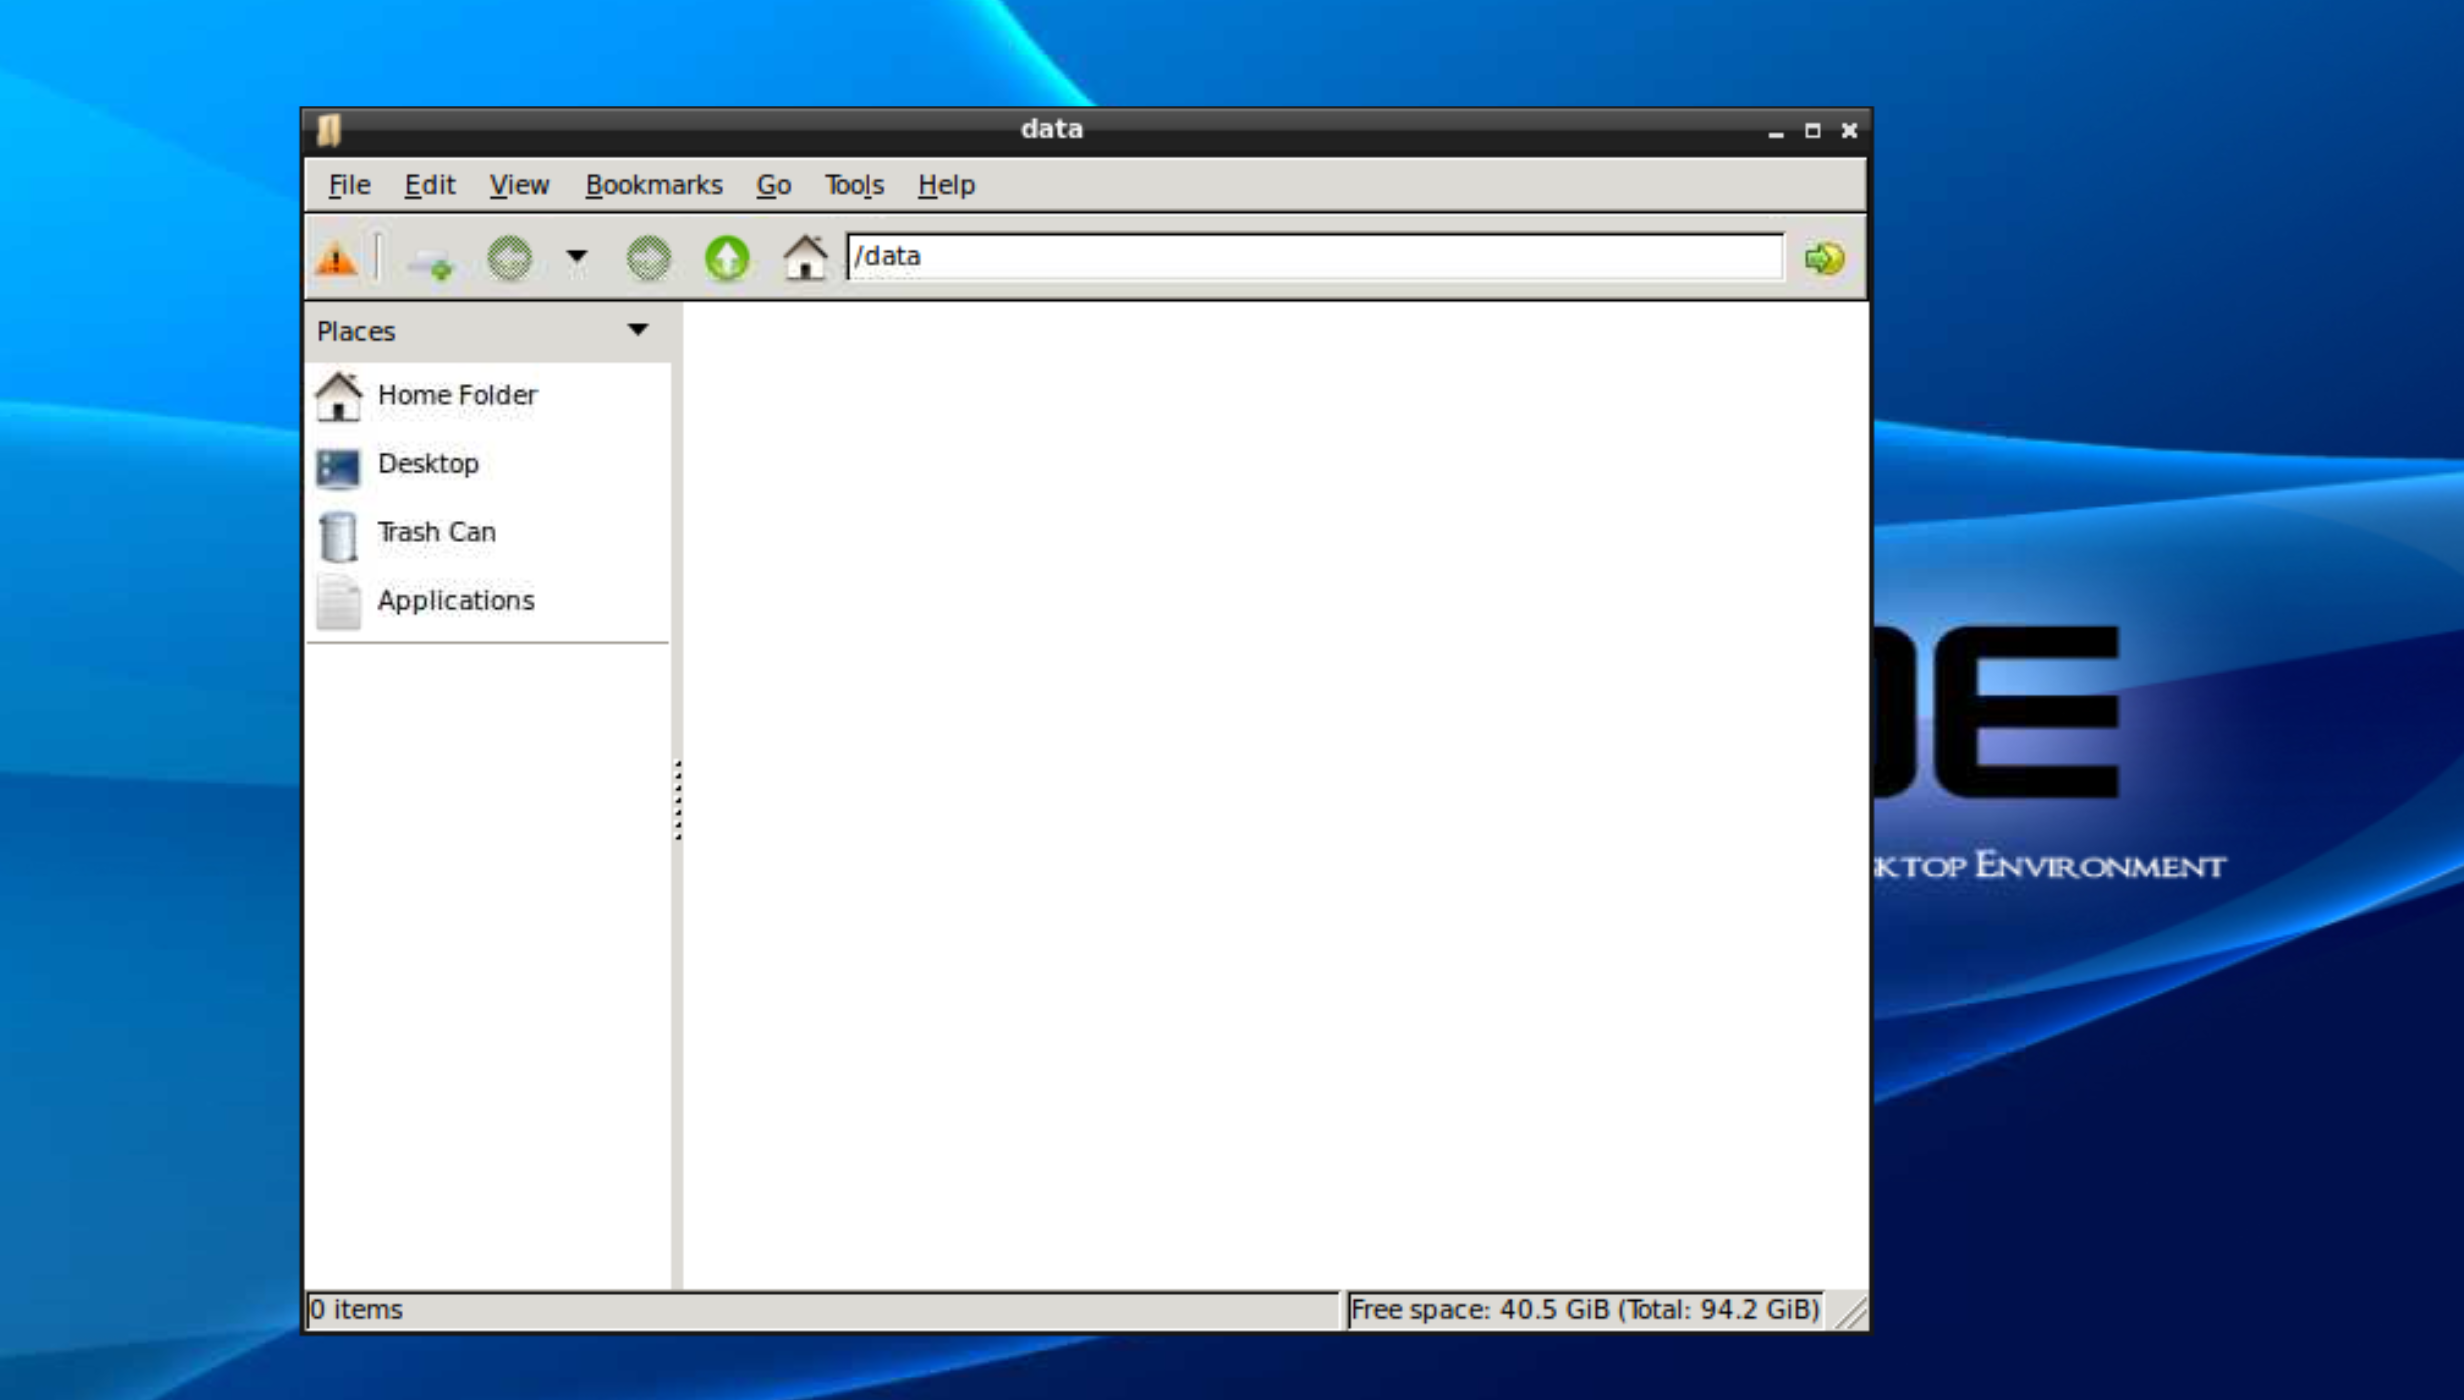 data
File Edit View Bookmarks Go Tools Help
/data
Places
Home Folder
Desktop
Trash Can
Applications
E
KTOP ENVIRONMENT
0 items
Free space: 40.5 GiB (Total: 94.2 GiB)